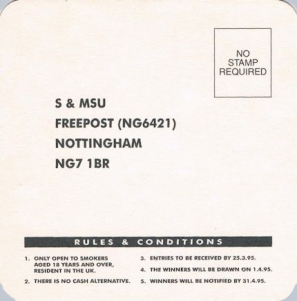 NO
STAMP
REQUIRED
S & MSU
FREEPOST (NG6421)
NOTTINGHAM
NG7 1BR
RULES & CONDITIONS
1. ONLY OPEN TO SMOKERS
AGED 18 YEARS AND OVER,
RESIDENT IN THE UK.
2. THERE IS NO CASH ALTERNATIVE.
3. ENTRIES TO BE RECEIVED BY 25.3.95.
4. THE WINNERS WILL BE DRAWN ON 1.4.95.
5. WINNERS WILL BE NOTIFIED BY 31.4.95.